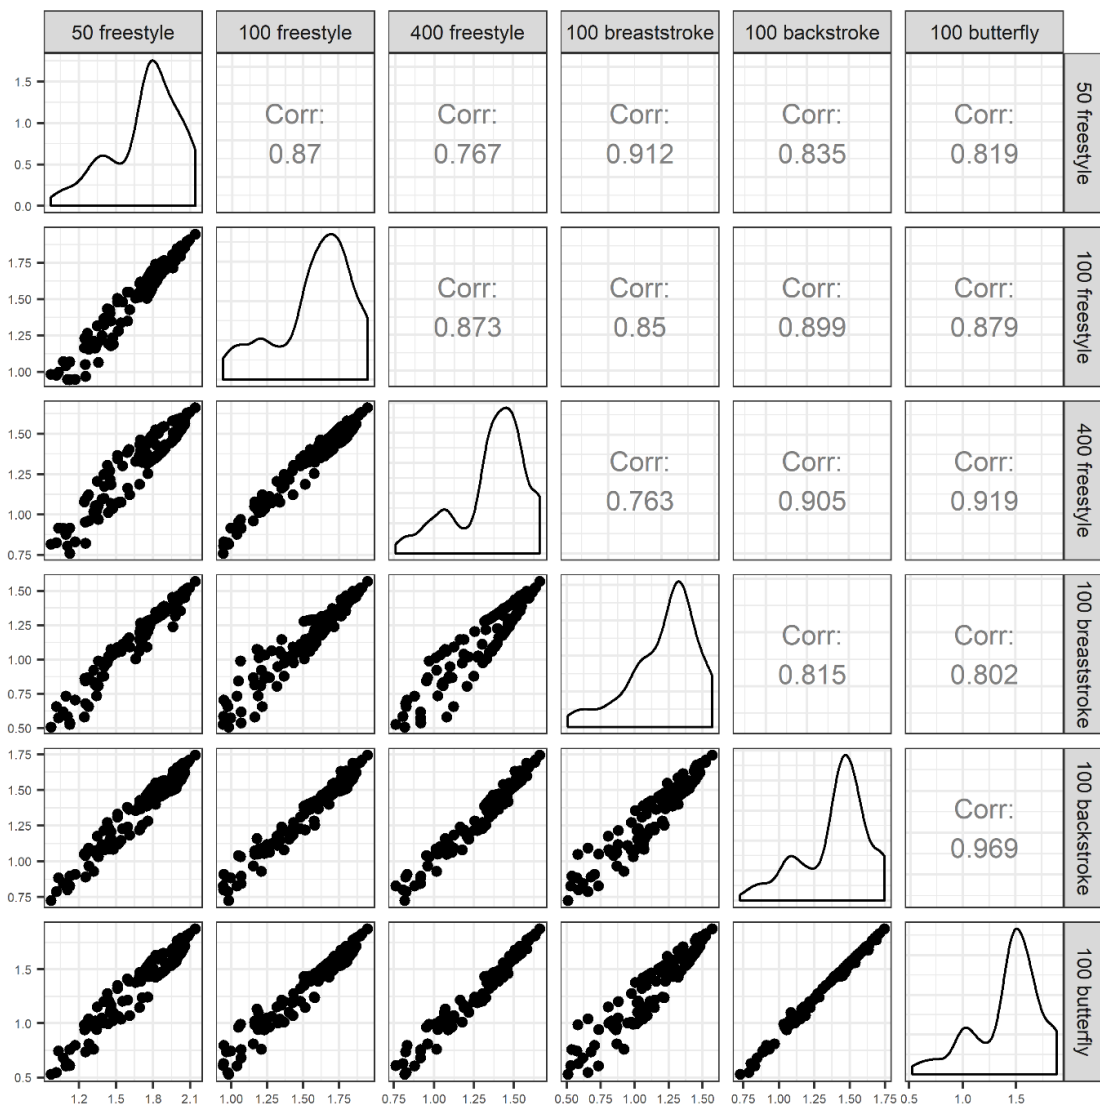 50 freestyle 100 freestyle 400 freestyle 100 breaststroke 100 backstroke 100 butterfly
1.5
1.0
0.5
0.0
Corr: 0.87
Corr: 0.767
Corr: 0.912
Corr: 0.835
Corr: 0.819
50 freestyle
1.75
1.50
1.25
1.00
Corr: 0.873
Corr: 0.85
Corr: 0.899
Corr: 0.879
100 freestyle
1.50
1.25
1.00
0.75
Corr: 0.763
Corr: 0.905
Corr: 0.919
400 freestyle
1.50
1.25
1.00
0.75
0.50
Corr: 0.815
Corr: 0.802
100 breaststroke
1.75
1.50
1.25
1.00
0.75
Corr: 0.969
100 backstroke
1.5
1.0
0.5
100 butterfly
1.2 1.5 1.8 2.1 1.00 1.25 1.50 1.75 0.75 1.00 1.25 1.50 0.50 0.75 1.00 1.25 1.50 0.75 1.00 1.25 1.50 1.75 0.5 1.0 1.5